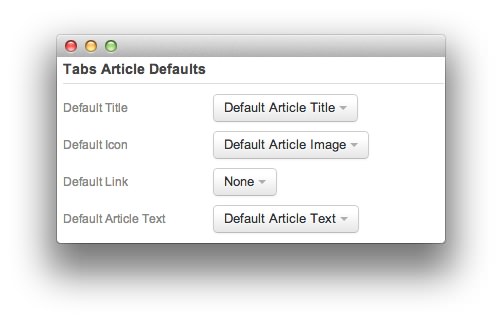 Tabs Article Defaults
Default Title Default Article Title
Default Icon Default Article Image
Default Link None
Default Article Text Default Article Text